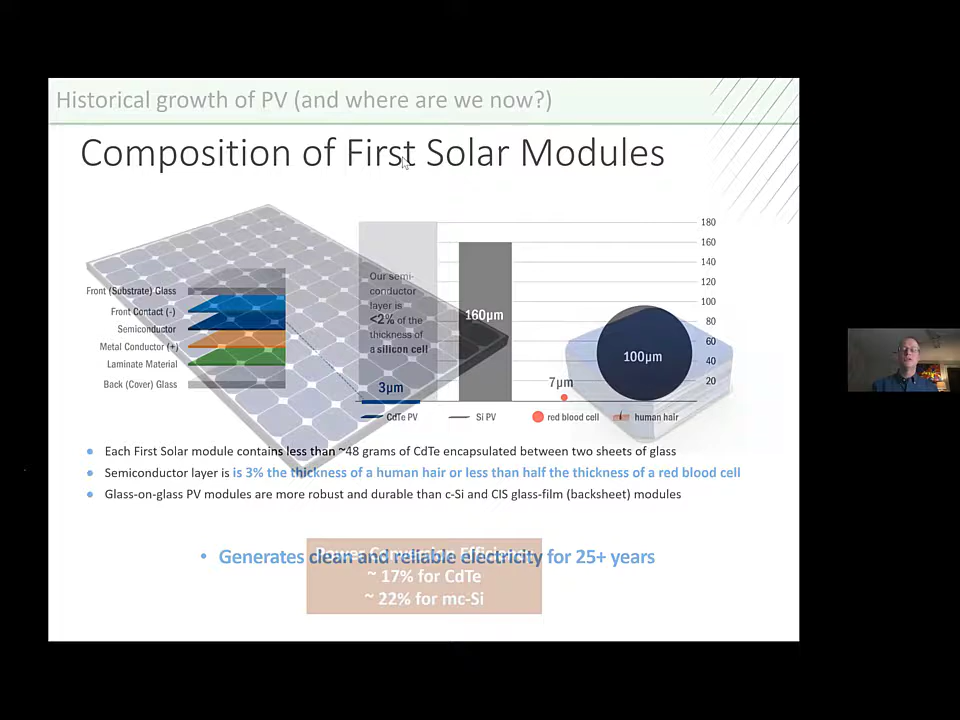 Historical growth of PV (and where are we now?)
Composition of First Solar Modules
Front (Substrate) Glass
Front Contact (-)
Semiconductor
Metal Conductor (+)
Laminate Material
Back (Cover) Glass
Our semi-
conductor
layer is
<2% of the
thickness of
a silicon cell
3µm
160µm
7µm
100µm
180
160
140
120
100
80
60
40
20
CdTe PV
Si PV
red blood cell
human hair
Each First Solar module contains less than ~48 grams of CdTe encapsulated between two sheets of glass
Semiconductor layer is is 3% the thickness of a human hair or less than half the thickness of a red blood cell
Glass-on-glass PV modules are more robust and durable than c-Si and CIS glass-film (backsheet) modules
Generates clean and reliable electricity for 25+ years
Power Conversion Efficiency
~ 17% for CdTe
~ 22% for mc-Si